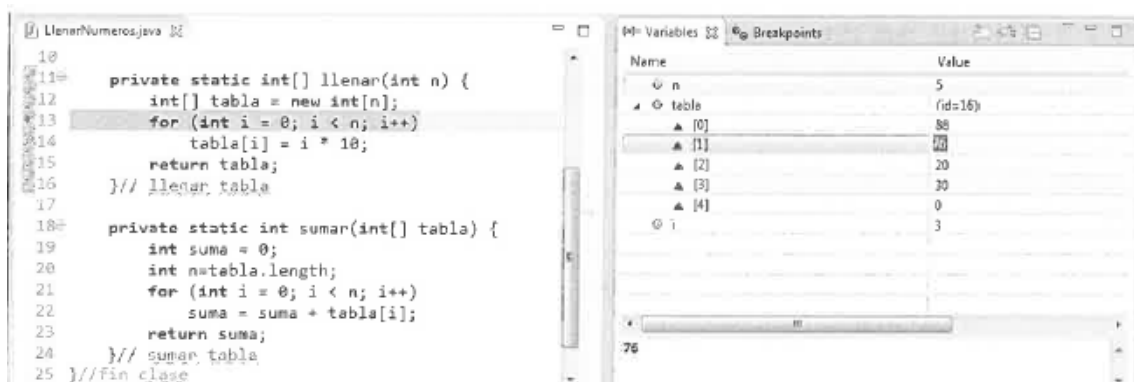 LlenarNumeros.java
10
11 private static int[] llenar(int n) {
12 int[] tabla = new int[n];
13 for (int i = 0; i < n; i++)
14 tabla[i] = i * 10;
15 return tabla;
16 }// llenar tabla
17
18 private static int sumar(int[] tabla) {
19 int suma = 0;
20 int n=tabla.length;
21 for (int i = 0; i < n; i++)
22 suma = suma + tabla[i];
23 return suma;
24 }// sumar tabla
25 }//fin clase
(x)= Variables Breakpoints
Name Value
n 5
tabla (id=16)
[0] 88
[1]
[2] 20
[3] 30
[4] 0
i 3
76